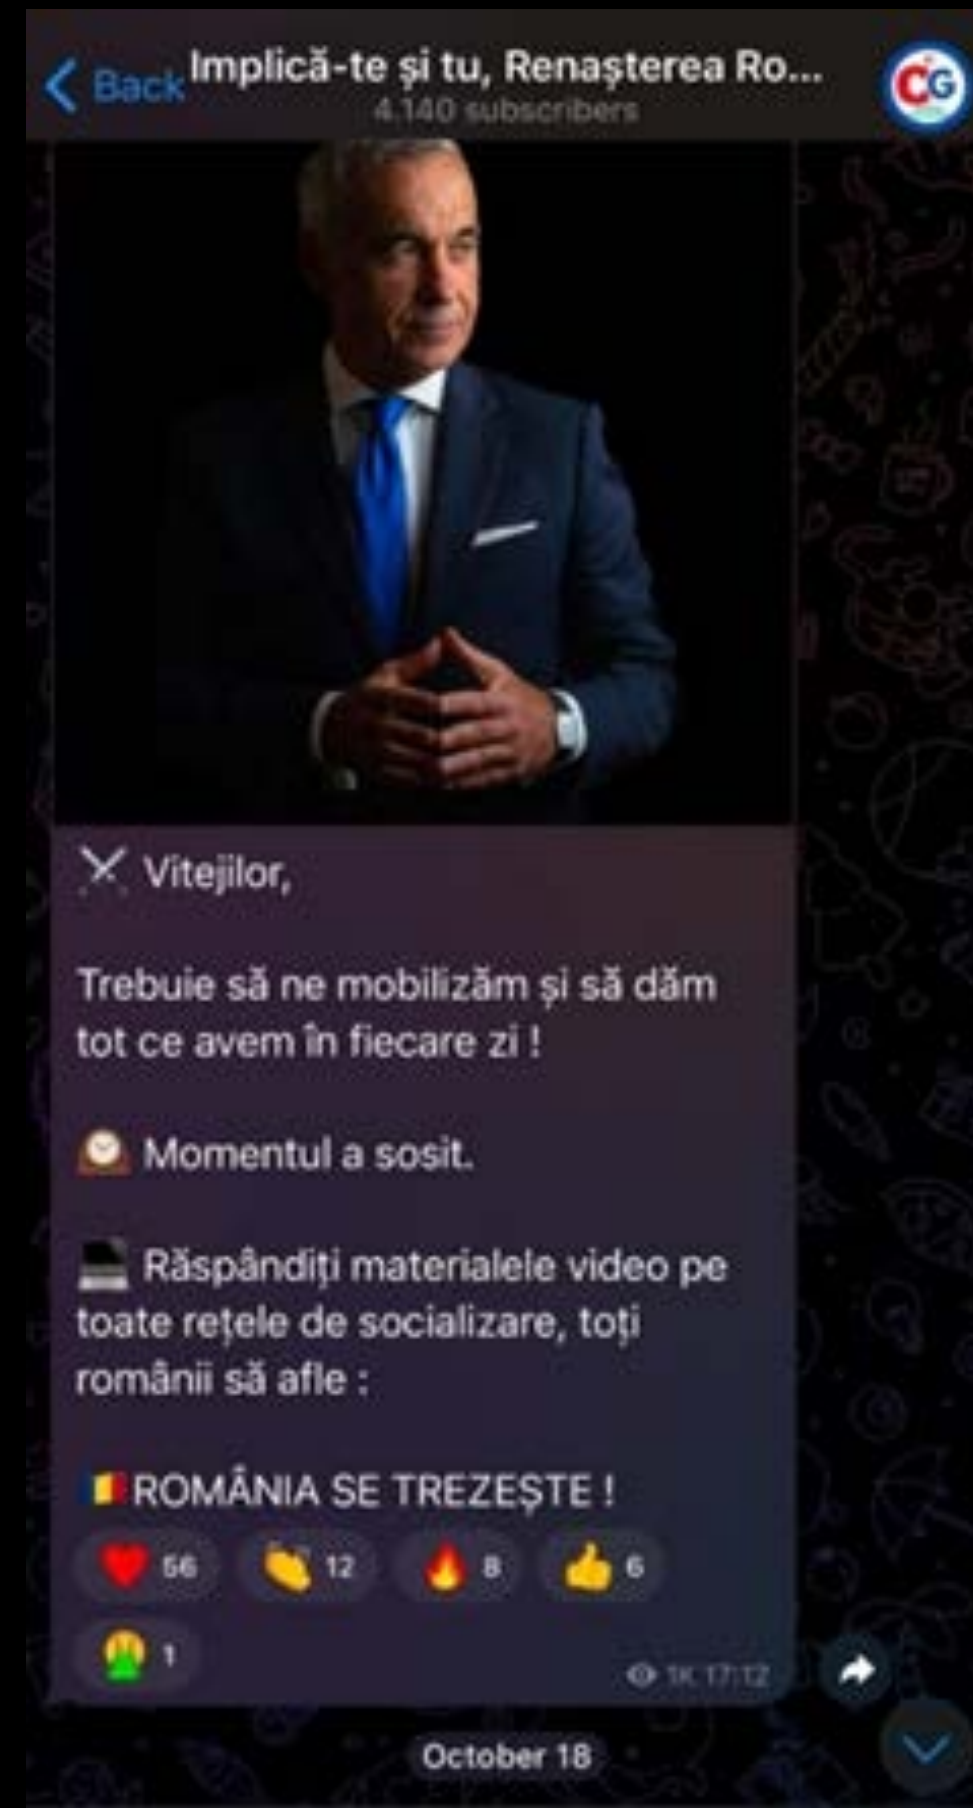 Back
Implică-te și tu, Renașterea Ro...
4.140 subscribers
CG
⚔ Vitejilor,
Trebuie să ne mobilizăm și să dăm
tot ce avem în fiecare zi !
🕰 Momentul a sosit.
💻 Răspândiți materialele video pe
toate rețele de socializare, toți
românii să afle :
🇷🇴ROMÂNIA SE TREZEȘTE !
❤ 56 👏 12 🔥 8 👍 6
🤮 1
1K 17:12
October 18